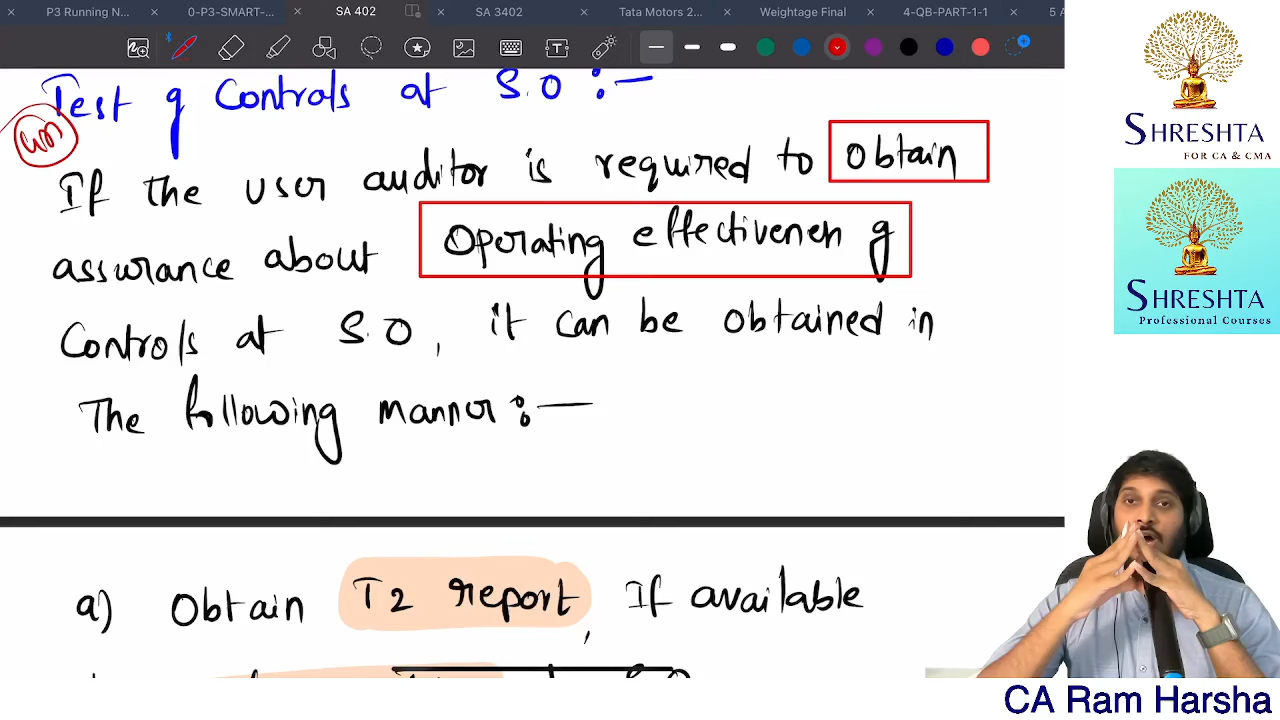 P3 Running N...
0-P3-SMART-...
SA 402
SA 3402
Tata Motors 2...
Weightage Final
4-QB-PART-1-1
5 A
Test of Controls at S.O :-
4m
If the user auditor is required to obtain
assurance about Operating effectiveness of
Controls at S.O, it can be obtained in
The following manner :-
a) Obtain T2 report, If available
SHRESHTA
FOR CA & CMA
SHRESHTA
Professional Courses
CA Ram Harsha